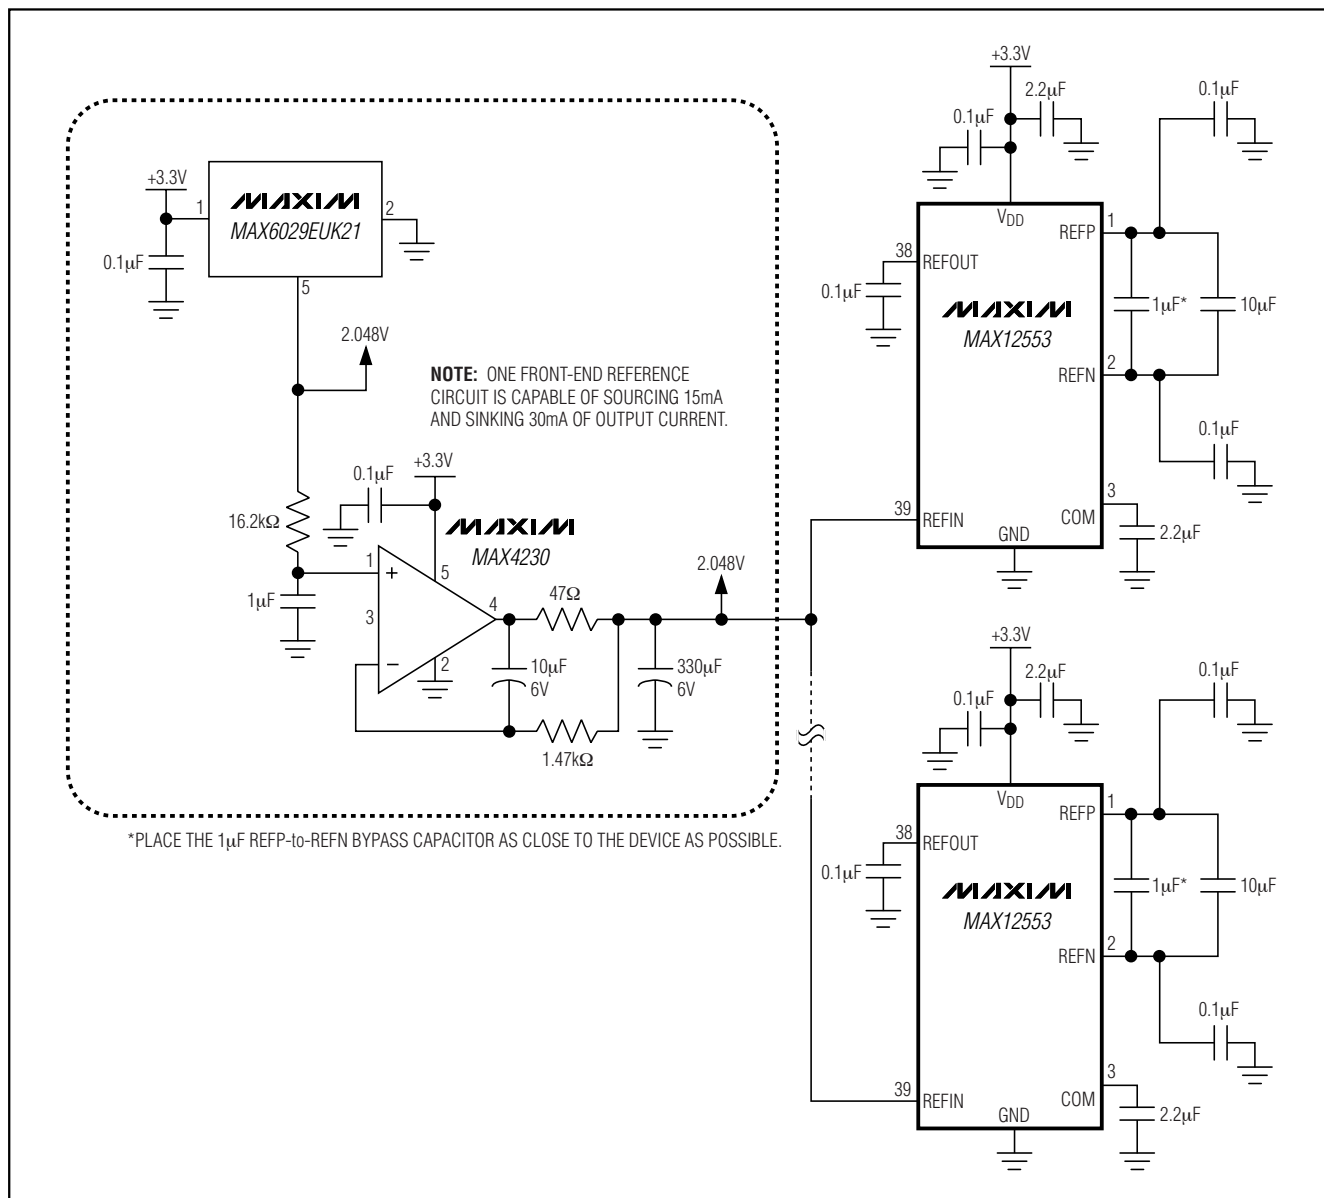 +3.3V
1
MAXIM
MAX6029EUK21
2
0.1μF
5
2.048V
NOTE: ONE FRONT-END REFERENCE
CIRCUIT IS CAPABLE OF SOURCING 15mA
AND SINKING 30mA OF OUTPUT CURRENT.
16.2kΩ
1μF
0.1μF
+3.3V
MAXIM
MAX4230
1
+
5
3
4
−
2
47Ω
10μF
6V
1.47kΩ
330μF
6V
2.048V
*PLACE THE 1μF REFP-to-REFN BYPASS CAPACITOR AS CLOSE TO THE DEVICE AS POSSIBLE.
+3.3V
2.2μF
0.1μF
0.1μF
VDD
REFP
1
38
REFOUT
0.1μF
MAXIM
MAX12553
1μF*
10μF
REFN
2
0.1μF
3
39
REFIN
COM
GND
2.2μF
+3.3V
2.2μF
0.1μF
0.1μF
VDD
REFP
1
38
REFOUT
0.1μF
MAXIM
MAX12553
1μF*
10μF
REFN
2
0.1μF
3
39
REFIN
COM
GND
2.2μF